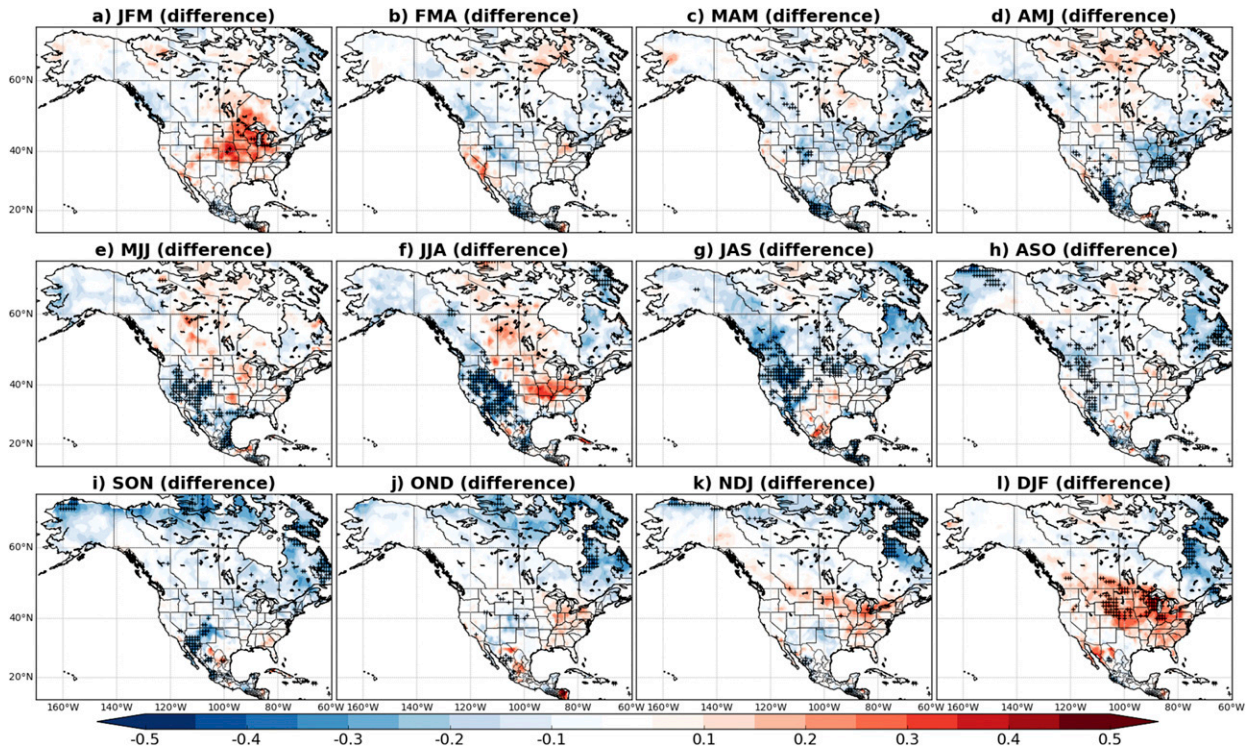 a) JFM (difference)
b) FMA (difference)
c) MAM (difference)
d) AMJ (difference)
60°N
40°N
20°N
e) MJJ (difference)
f) JJA (difference)
g) JAS (difference)
h) ASO (difference)
60°N
40°N
20°N
i) SON (difference)
j) OND (difference)
k) NDJ (difference)
l) DJF (difference)
60°N
40°N
20°N
160°W 140°W 120°W 100°W 80°W 60°W 160°W 140°W 120°W 100°W 80°W 60°W 160°W 140°W 120°W 100°W 80°W 60°W 160°W 140°W 120°W 100°W 80°W 60°W
-0.5 -0.4 -0.3 -0.2 -0.1 0.1 0.2 0.3 0.4 0.5